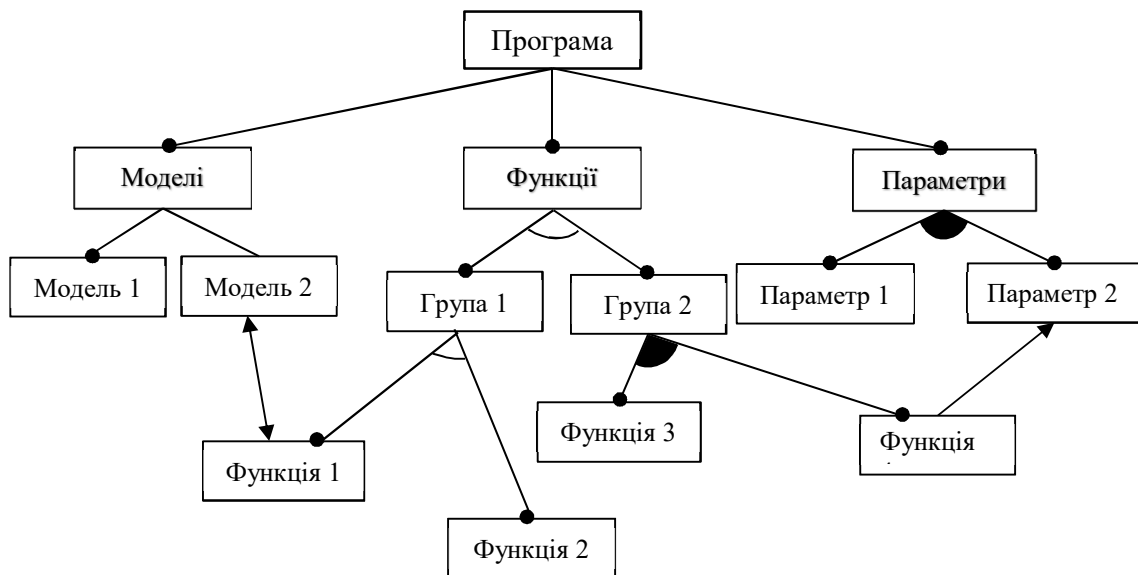 Програма
Моделі
Функції
Параметри
Модель 1
Модель 2
Група 1
Група 2
Параметр 1
Параметр 2
Функція 1
Функція 3
Функція
Функція 2